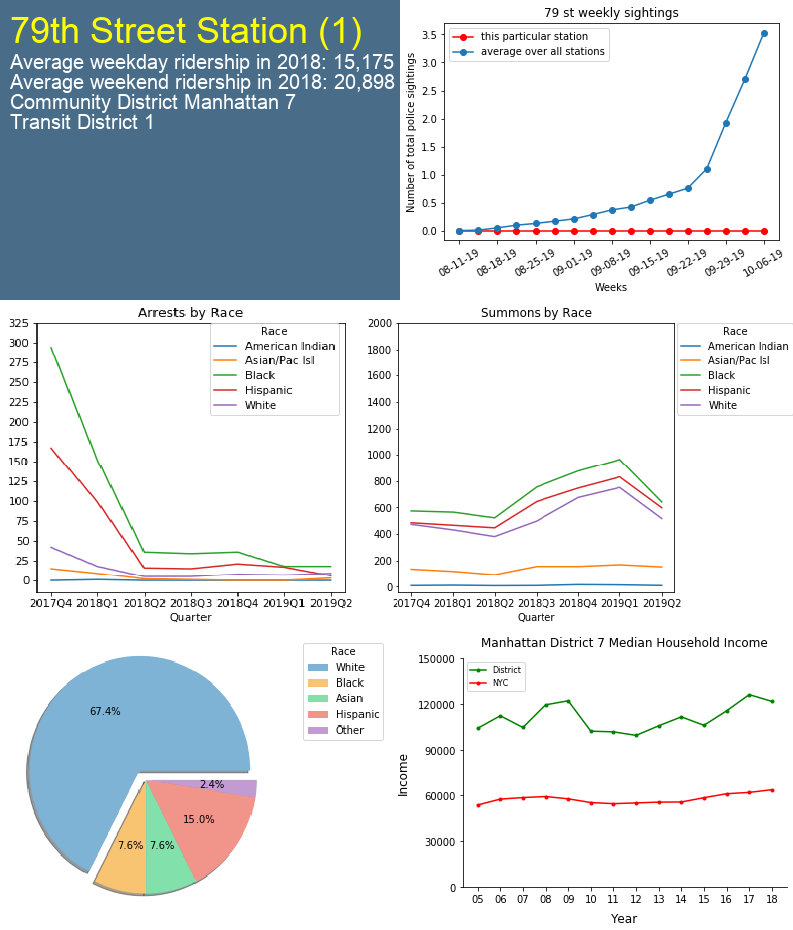 79th Street Station (1)
Average weekday ridership in 2018: 15,175
Average weekend ridership in 2018: 20,898
Community District Manhattan 7
Transit District 1
79 st weekly sightings
this particular station
average over all stations
Number of total police sightings
3.5
3.0
2.5
2.0
1.5
1.0
0.5
0.0
08-11-19
08-18-19
08-25-19
09-01-19
09-08-19
09-15-19
09-22-19
09-29-19
10-06-19
Weeks
Arrests by Race
Race
American Indian
Asian/Pac Isl
Black
Hispanic
White
325
300
275
250
225
200
175
150
125
100
75
50
25
0
2017Q4 2018Q1 2018Q2 2018Q3 2018Q4 2019Q1 2019Q2
Quarter
Summons by Race
Race
American Indian
Asian/Pac Isl
Black
Hispanic
White
2000
1800
1600
1400
1200
1000
800
600
400
200
0
2017Q4 2018Q1 2018Q2 2018Q3 2018Q4 2019Q1 2019Q2
Quarter
Race
White
Black
Asian
Hispanic
Other
67.4%
2.4%
15.0%
7.6% 7.6%
Manhattan District 7 Median Household Income
District
NYC
Income
150000
120000
90000
60000
30000
0
05 06 07 08 09 10 11 12 13 14 15 16 17 18
Year